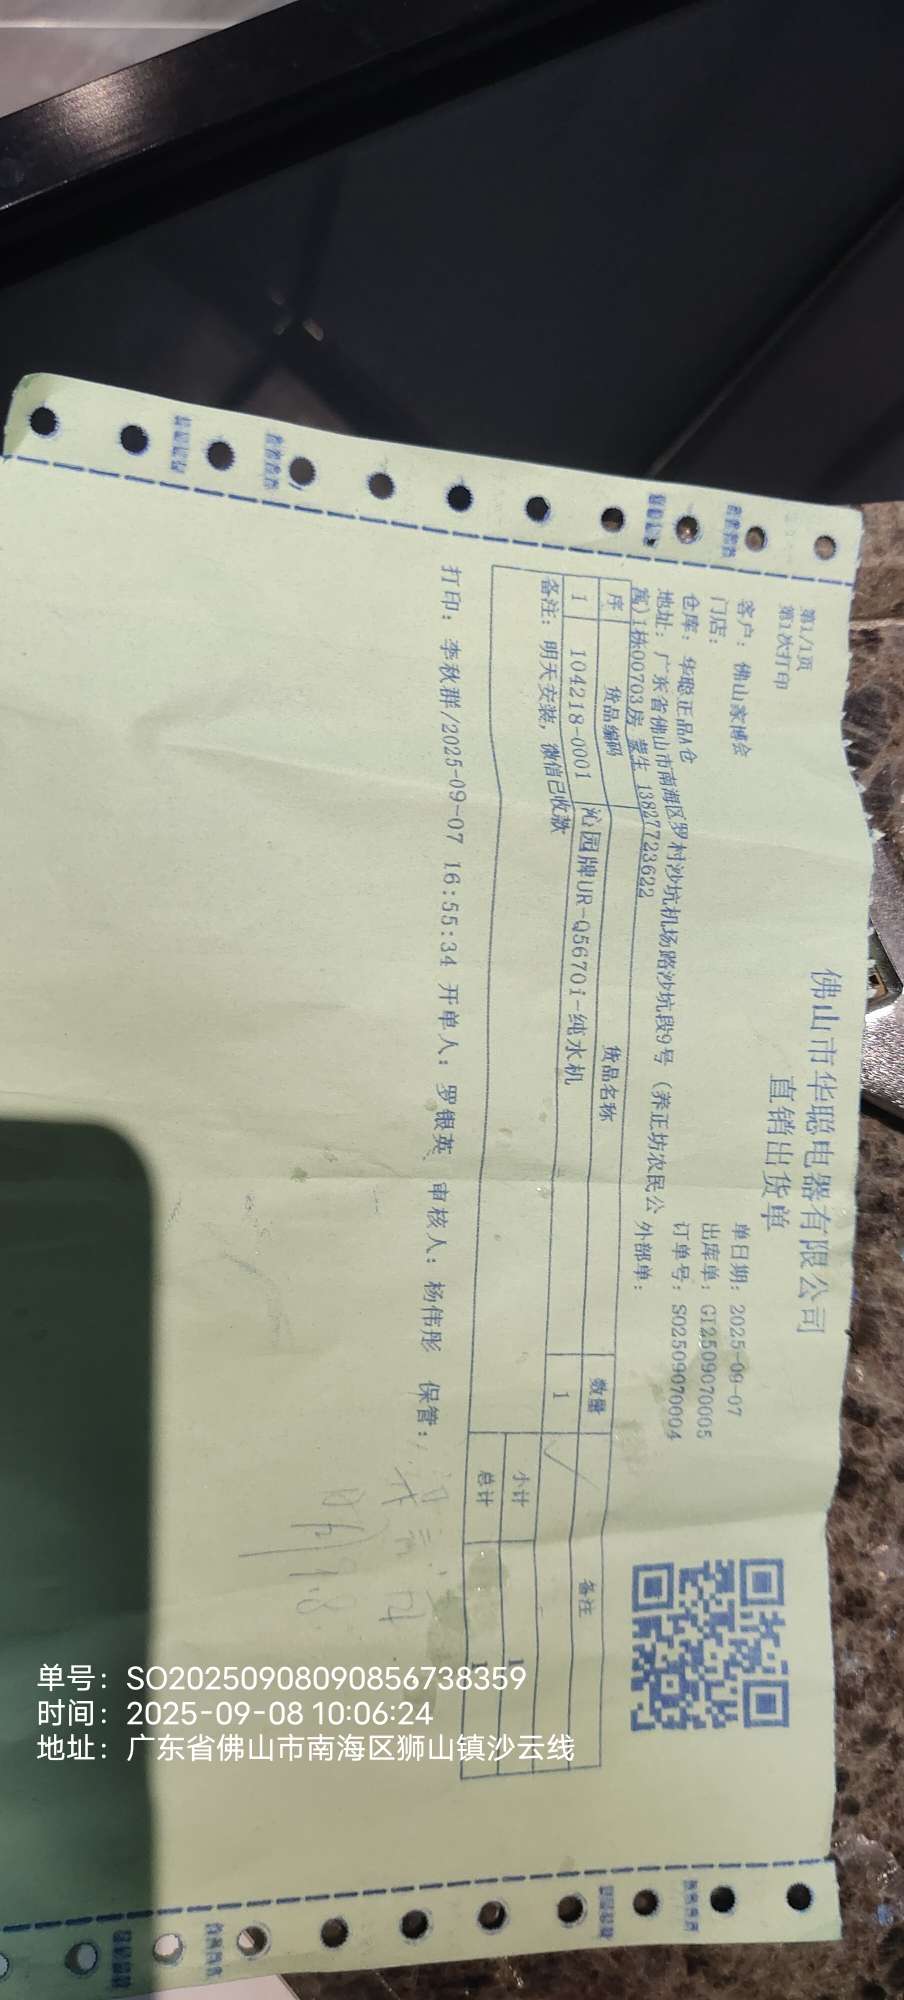 佛山市华聪电器有限公司
直销出货单
第1/1页
第1次打印
客户：佛山家博会
单日期：2025-09-07
门店：
出库单：GI2509070005
仓库：华聪正品A仓
订单号：SO2509070004
地址：广东省佛山市南海区罗村沙坑机场路沙坑段9号（养正坊农民公
外部单：
寓)1栋00703房 蓝生 13827723622
序 货品编码 货品名称 数量 备注
1 104218-0001 沁园牌UR-Q5670i-纯水机 1
备注：明天安装，微信已收款
小计 1
总计 1
打印：李秋群/2025-09-07 16:55:34 开单人：罗银英 审核人：杨伟彤 保管：
9.8
单号：SO20250908090856738359
时间：2025-09-08 10:06:24
地址：广东省佛山市南海区狮山镇沙云线